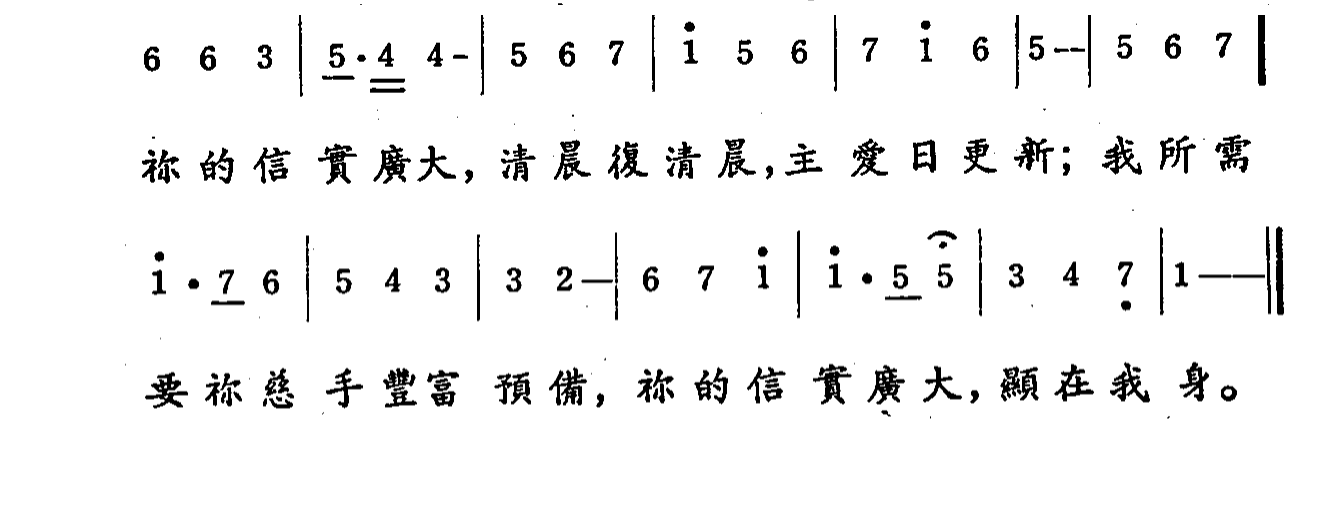 6 6 3 | 5·4 4- | 5 6 7 | i 5 6 | 7 i 6 | 5-- | 5 6 7 |
祢的信實廣大,清晨復清晨,主愛日更新;我所需
i·7 6 | 5 4 3 | 3 2— | 6 7 i | i·5 5 | 3 4 7 | 1—— ||
要祢慈手豐富預備,祢的信實廣大,顯在我身。